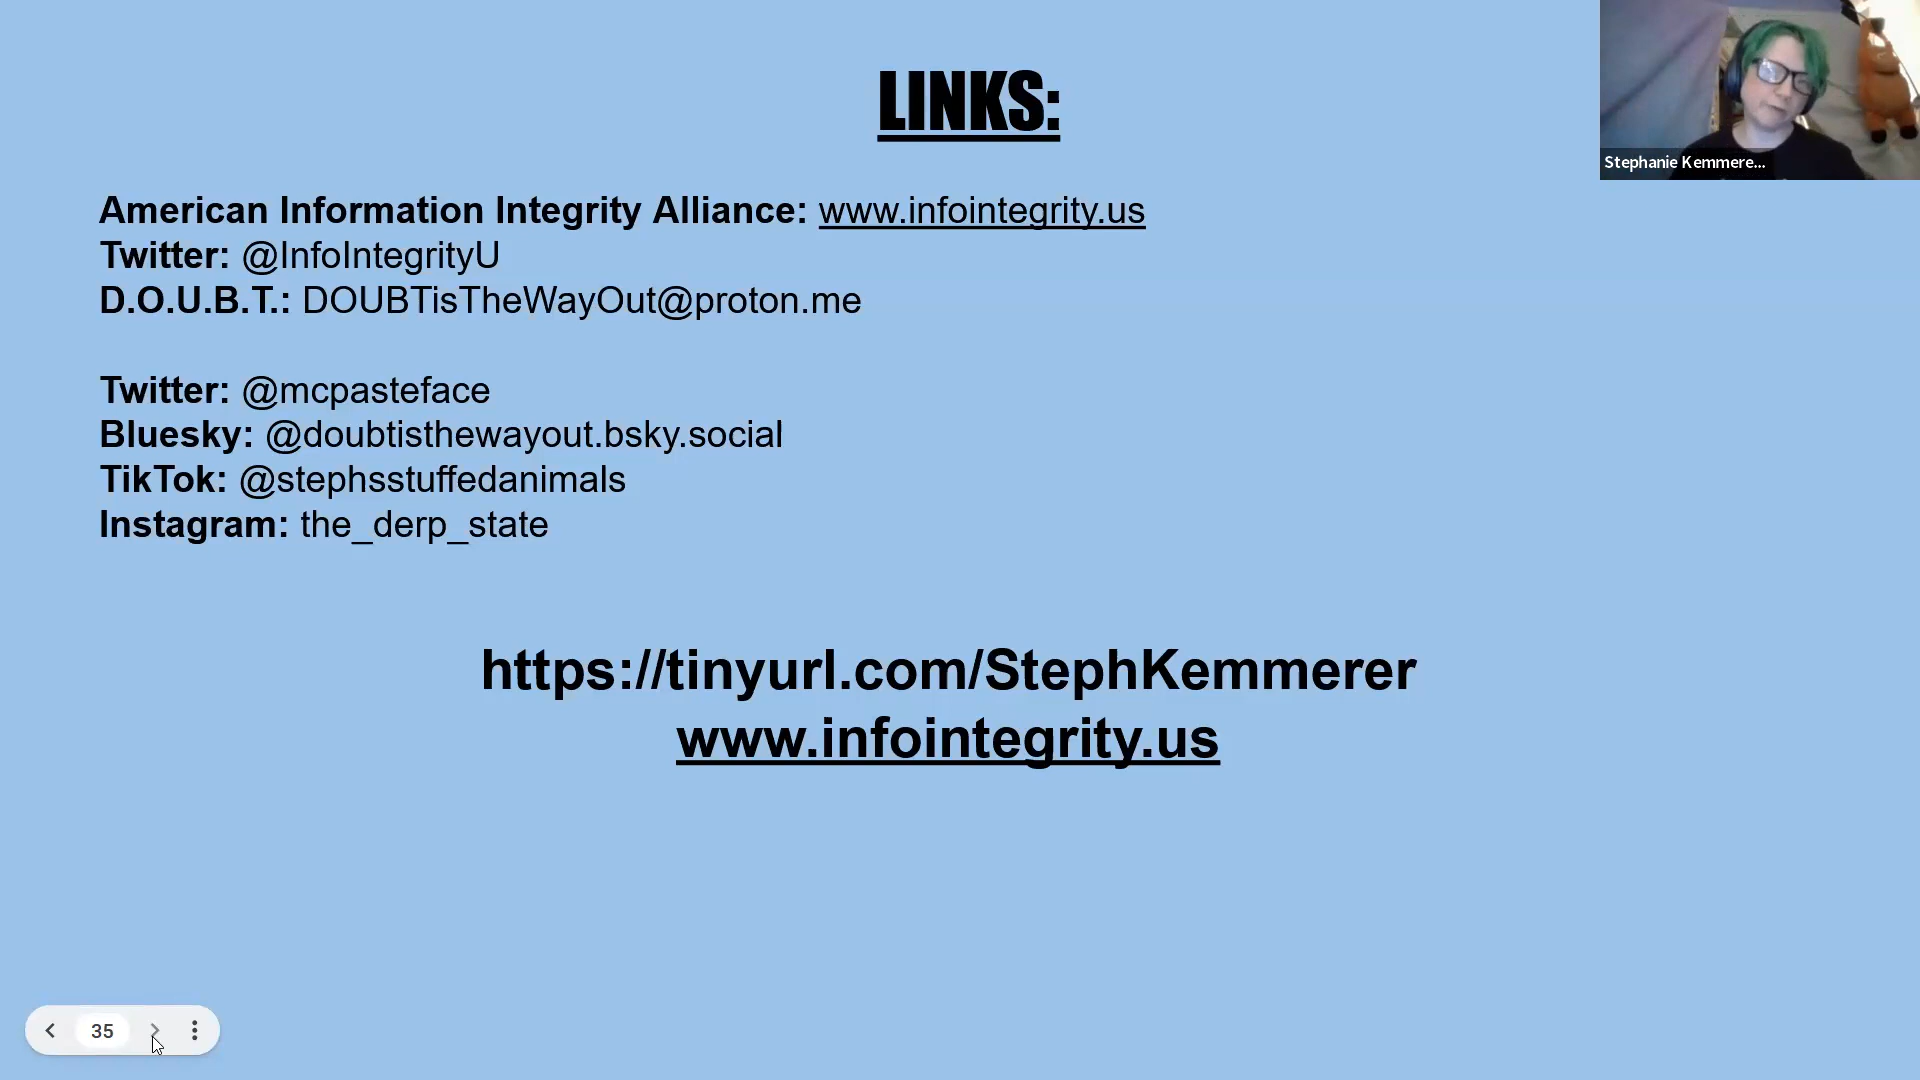 LINKS:
American Information Integrity Alliance: www.infointegrity.us
Twitter: @InfoIntegrityU
D.O.U.B.T.: DOUBTisTheWayOut@proton.me
Twitter: @mcpasteface
Bluesky: @doubtisthewayout.bsky.social
TikTok: @stephsstuffedanimals
Instagram: the_derp_state
https://tinyurl.com/StephKemmerer
www.infointegrity.us
Stephanie Kemmere...
35